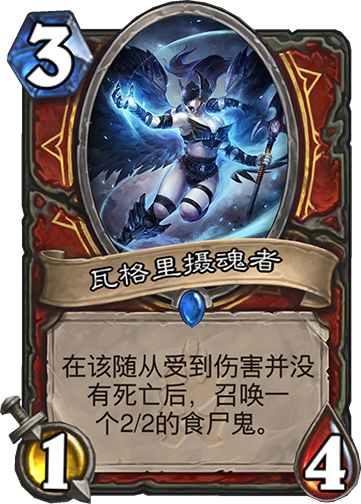 3
瓦格里摄魂者
在该随从受到伤害并没
有死亡后，召唤一
个2/2的食尸鬼。
1
4